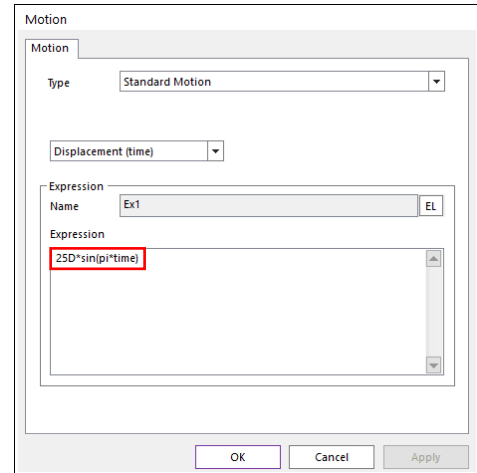 Motion
Motion
Type Standard Motion
Displacement (time)
Expression
Name Ex1 EL
Expression
25D*sin(pi*time)
OK Cancel Apply